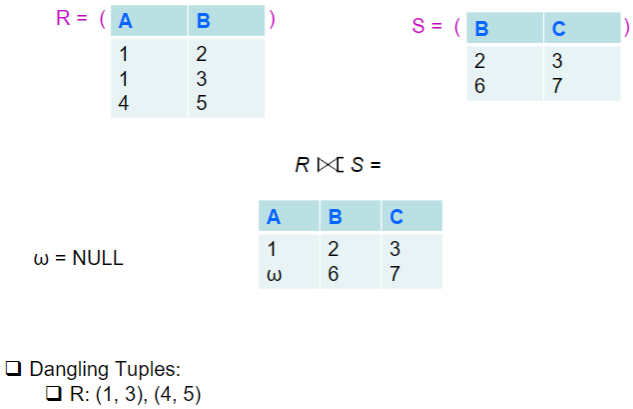 R = ( A B ) S = ( B C )
1 2
1 3
4 5
2 3
6 7
R ⟖ S =
A B C
1 2 3
ω 6 7
ω = NULL
❑ Dangling Tuples:
❑ R: (1, 3), (4, 5)